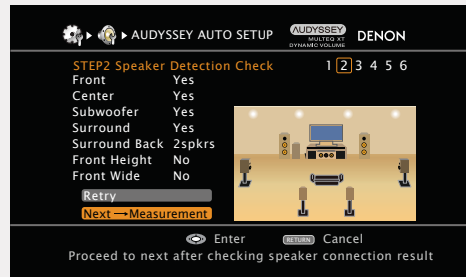 AUDYSSEY AUTO SETUP
AUDYSSEY
MULTEQ XT
DYNAMIC VOLUME
DENON
STEP2 Speaker Detection Check 1 2 3 4 5 6
Front Yes
Center Yes
Subwoofer Yes
Surround Yes
Surround Back 2spkrs
Front Height No
Front Wide No
Retry
Next→Measurement
Enter RETURN Cancel
Proceed to next after checking speaker connection result